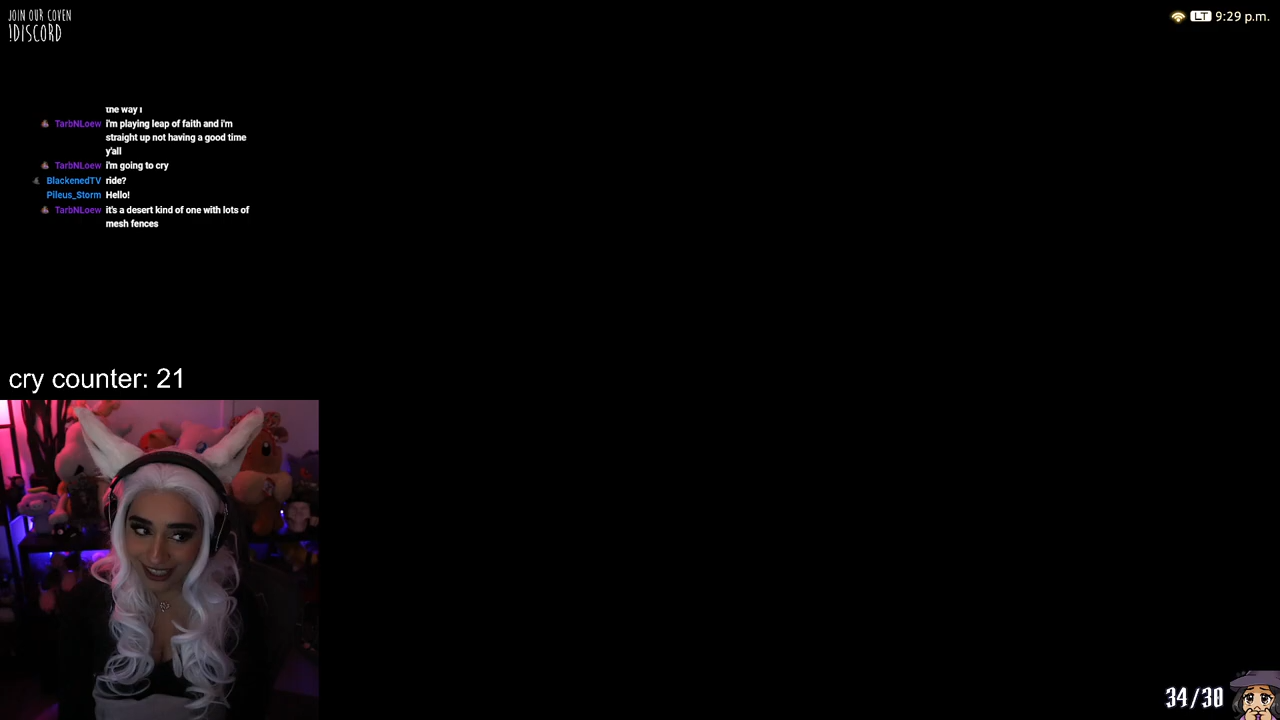 JOIN OUR COVEN
!DISCORD
LT 9:29 p.m.
the way i
TarbNLoew i'm playing leap of faith and i'm
straight up not having a good time
y'all
TarbNLoew i'm going to cry
BlackenedTV ride?
Pileus_Storm Hello!
TarbNLoew it's a desert kind of one with lots of
mesh fences
cry counter: 21
34/30